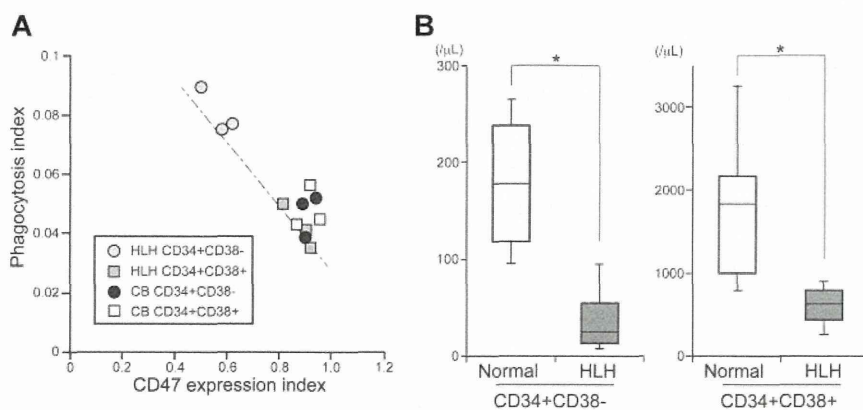 A
Phagocytosis index
0.1
0.08
0.06
0.04
0.02
0
HLH CD34+CD38-
HLH CD34+CD38+
CB CD34+CD38-
CB CD34+CD38+
0 0.2 0.4 0.6 0.8 1.0 1.2
CD47 expression index
B
(/μL)
300
200
100
0
*
Normal HLH
CD34+CD38-
(/μL)
3000
2000
1000
0
*
Normal HLH
CD34+CD38+